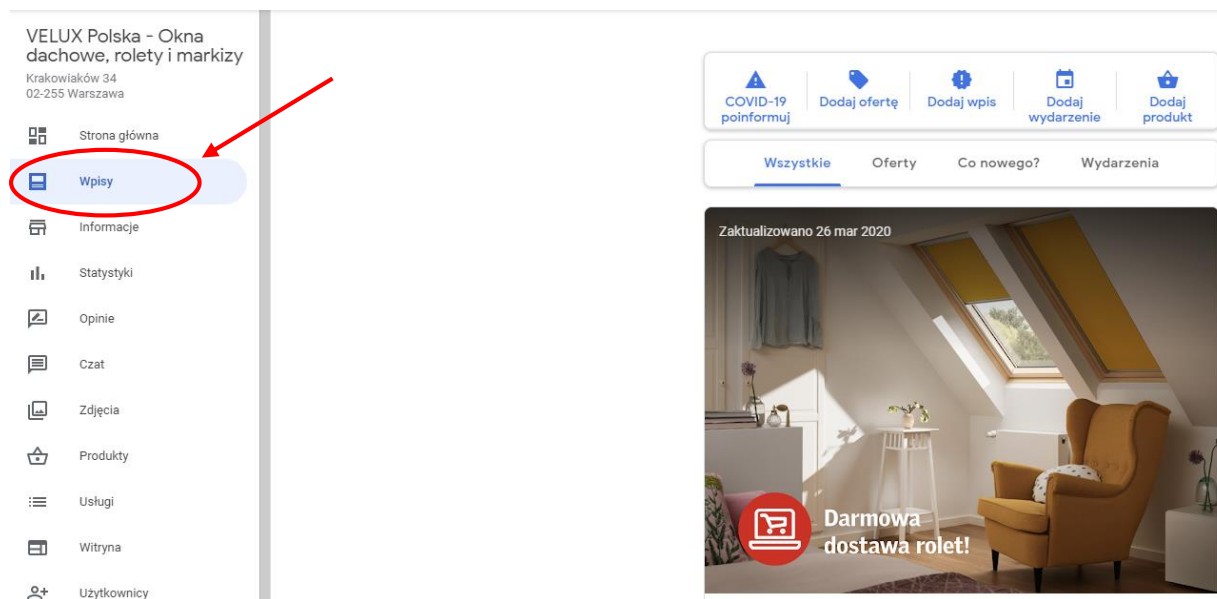 VELUX Polska - Okna
dachowe, rolety i markizy
Krakowiaków 34
02-255 Warszawa
Strona główna
Wpisy
Informacje
Statystyki
Opinie
Czat
Zdjęcia
Produkty
Usługi
Witryna
Użytkownicy
COVID-19
poinformuj
Dodaj ofertę
Dodaj wpis
Dodaj
wydarzenie
Dodaj
produkt
Wszystkie
Oferty
Co nowego?
Wydarzenia
Zaktualizowano 26 mar 2020
Darmowa
dostawa rolet!